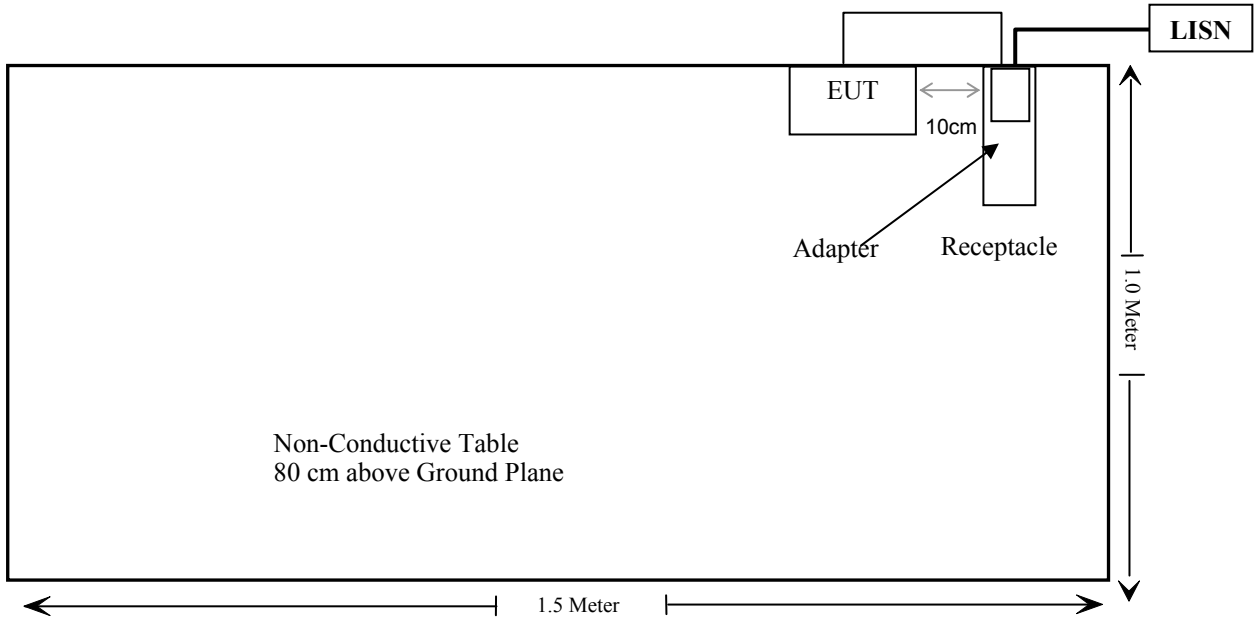 LISN
EUT
10cm
Adapter
Receptacle
1.0 Meter
Non-Conductive Table
80 cm above Ground Plane
1.5 Meter